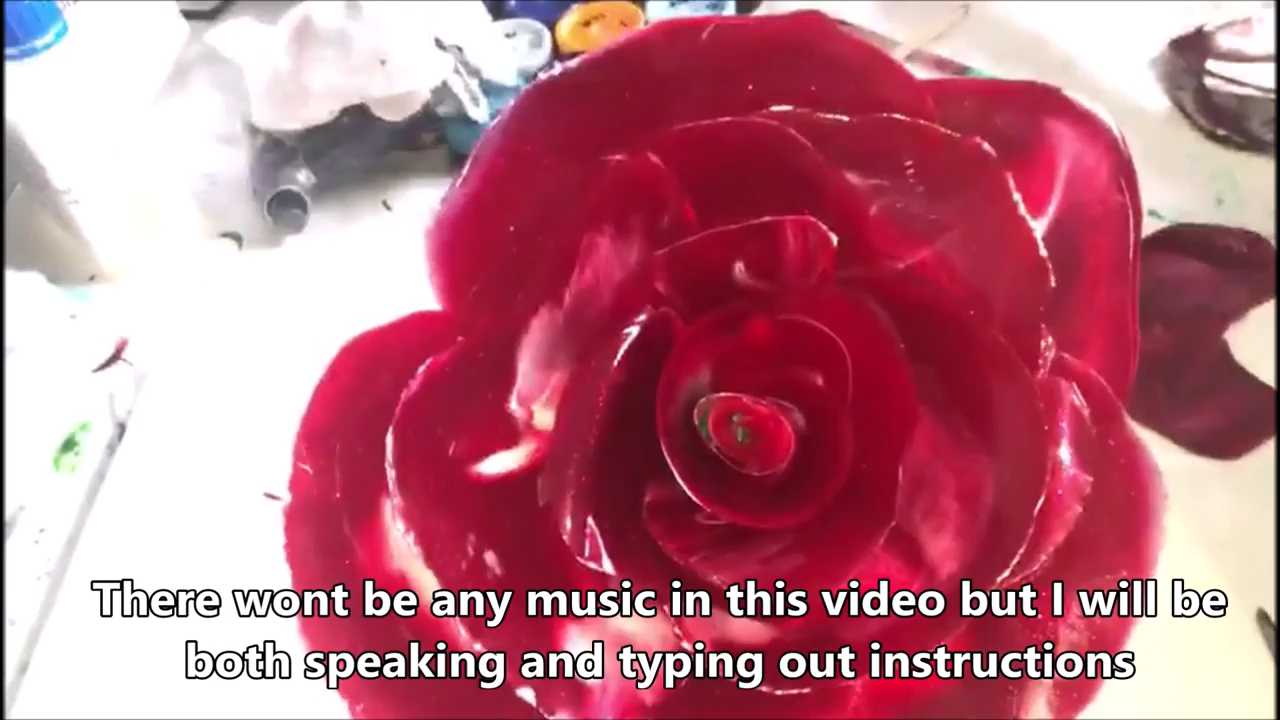 There wont be any music in this video but I will be
both speaking and typing out instructions